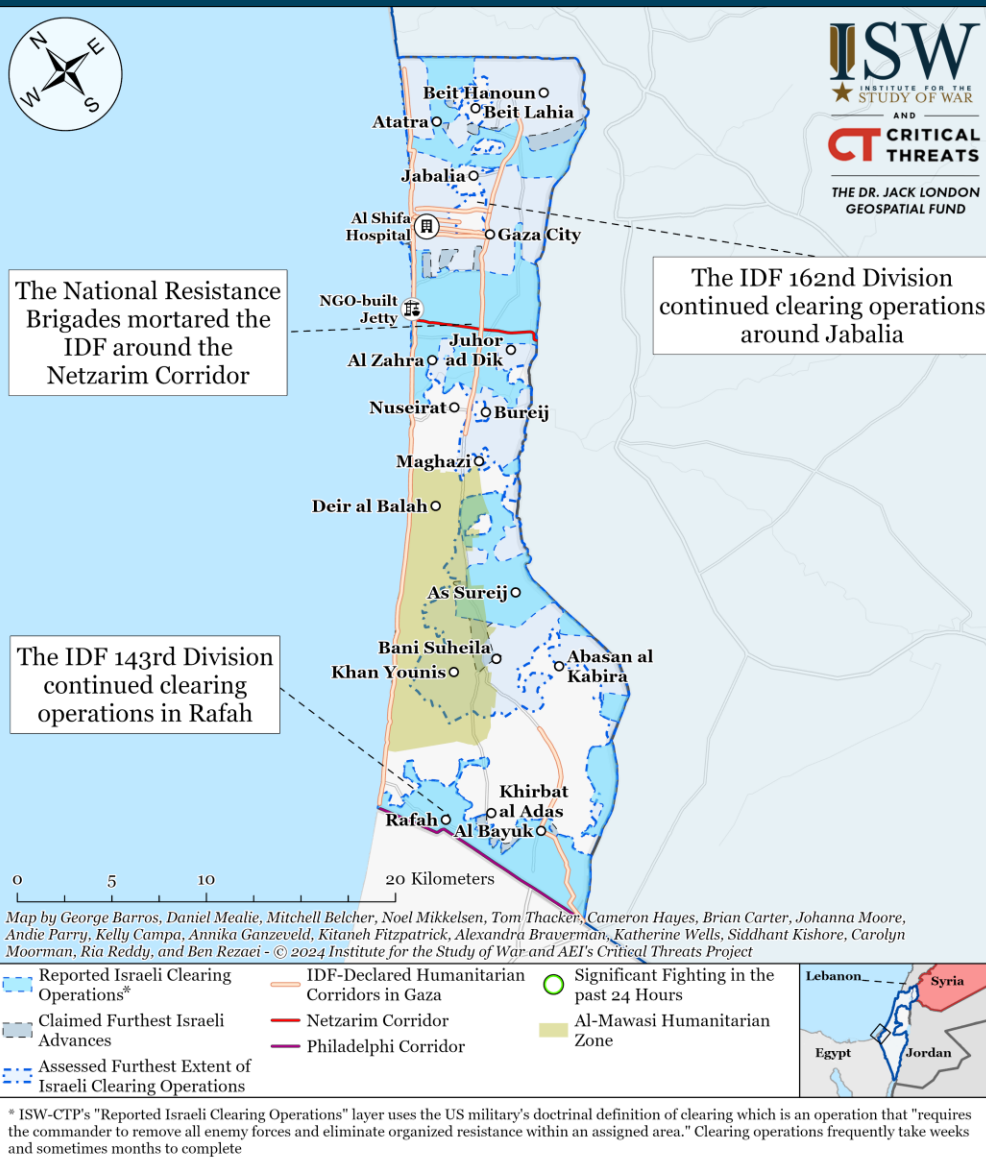 N
E
W
S
ISW
INSTITUTE FOR THE
STUDY OF WAR
AND
CT CRITICAL
THREATS
THE DR. JACK LONDON
GEOSPATIAL FUND
Beit Hanoun
Beit Lahia
Atatra
Jabalia
Al Shifa
Hospital
Gaza City
The IDF 162nd Division
continued clearing operations
around Jabalia
The National Resistance
Brigades mortared the
IDF around the
Netzarim Corridor
NGO-built
Jetty
Juhor
ad Dik
Al Zahra
Nuseirat
Bureij
Maghazi
Deir al Balah
As Sureij
Bani Suheila
Khan Younis
Abasan al
Kabira
The IDF 143rd Division
continued clearing
operations in Rafah
Khirbat
al Adas
Rafah
Al Bayuk
0 5 10 20 Kilometers
Map by George Barros, Daniel Mealie, Mitchell Belcher, Noel Mikkelsen, Tom Thacker, Cameron Hayes, Brian Carter, Johanna Moore,
Andie Parry, Kelly Campa, Annika Ganzeveld, Kitaneh Fitzpatrick, Alexandra Braverman, Katherine Wells, Siddhant Kishore, Carolyn
Moorman, Ria Reddy, and Ben Rezaei - © 2024 Institute for the Study of War and AEI's Critical Threats Project
Reported Israeli Clearing
Operations*
Claimed Furthest Israeli
Advances
Assessed Furthest Extent of
Israeli Clearing Operations
IDF-Declared Humanitarian
Corridors in Gaza
Netzarim Corridor
Philadelphi Corridor
Significant Fighting in the
past 24 Hours
Al-Mawasi Humanitarian
Zone
Lebanon
Syria
Egypt
Jordan
* ISW-CTP's "Reported Israeli Clearing Operations" layer uses the US military's doctrinal definition of clearing which is an operation that "requires
the commander to remove all enemy forces and eliminate organized resistance within an assigned area." Clearing operations frequently take weeks
and sometimes months to complete